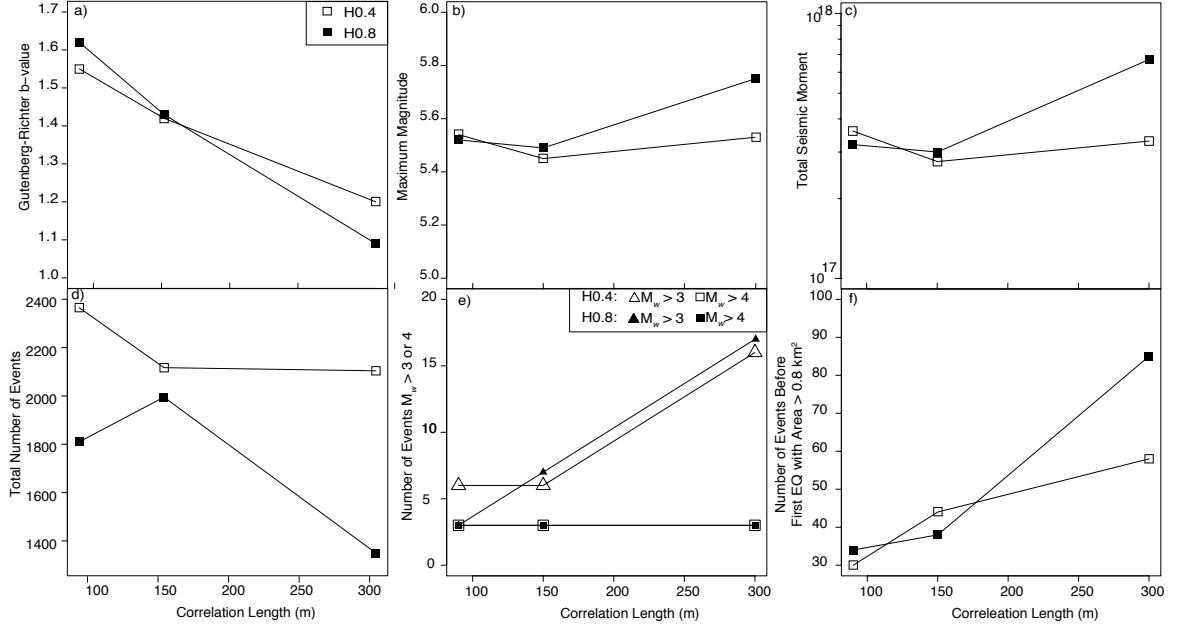 a)
H0.4
H0.8
1.7
1.6
1.5
1.4
1.3
1.2
1.1
1.0
Gutenberg-Richter b−value
b)
6.0
5.8
5.6
5.4
5.2
5.0
Maximum Magnitude
c)
10^18
10^17
Total Seismic Moment
d)
2400
2200
2000
1800
1600
1400
Total Number of Events
100 150 200 250 300
Correlation Length (m)
e)
H0.4: M_w > 3 M_w > 4
H0.8: M_w > 3 M_w > 4
20
15
10
5
0
Number of Events M_w > 3 or 4
100 150 200 250 300
Correlation Length (m)
f)
100
90
80
70
60
50
40
30
Number of Events Before
First EQ with Area > 0.8 km²
100 150 200 250 300
Correleation Length (m)